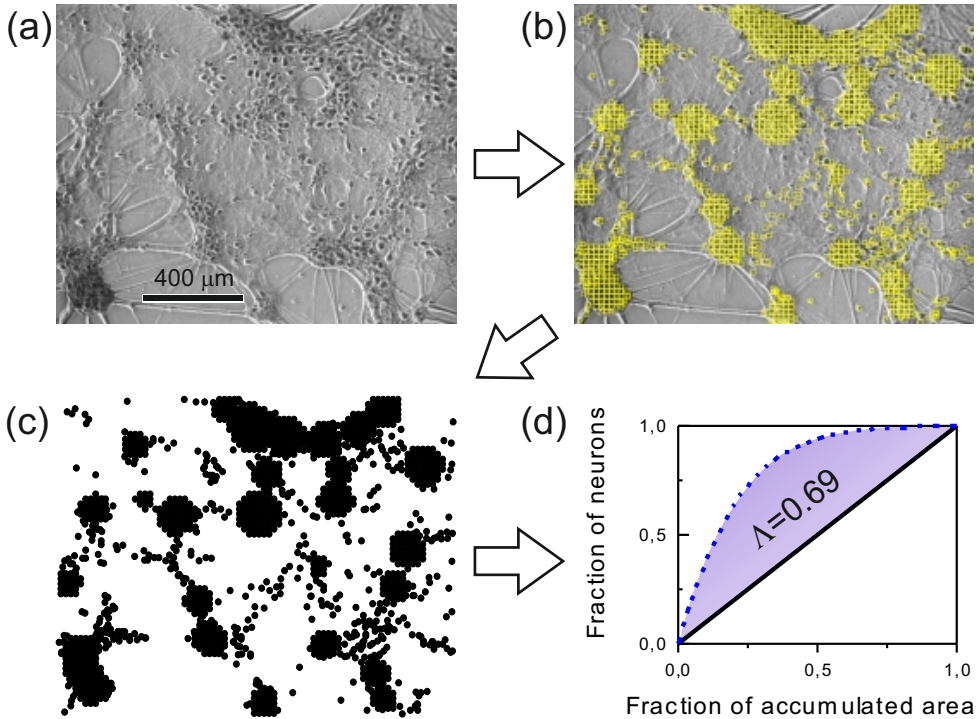 (a)
(b)
400 μm
(c)
(d)
Fraction of neurons
1,0
0,5
0,0
Λ=0.69
0,0
0,5
1,0
Fraction of accumulated area